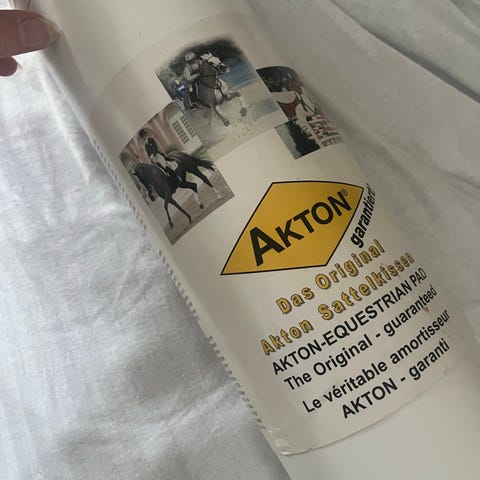 AKTON®
garantiert
Das Original
Akton Sattelkissen
AKTON-EQUESTRIAN PAD
The Original - guaranteed
Le véritable amortisseur
AKTON - garanti